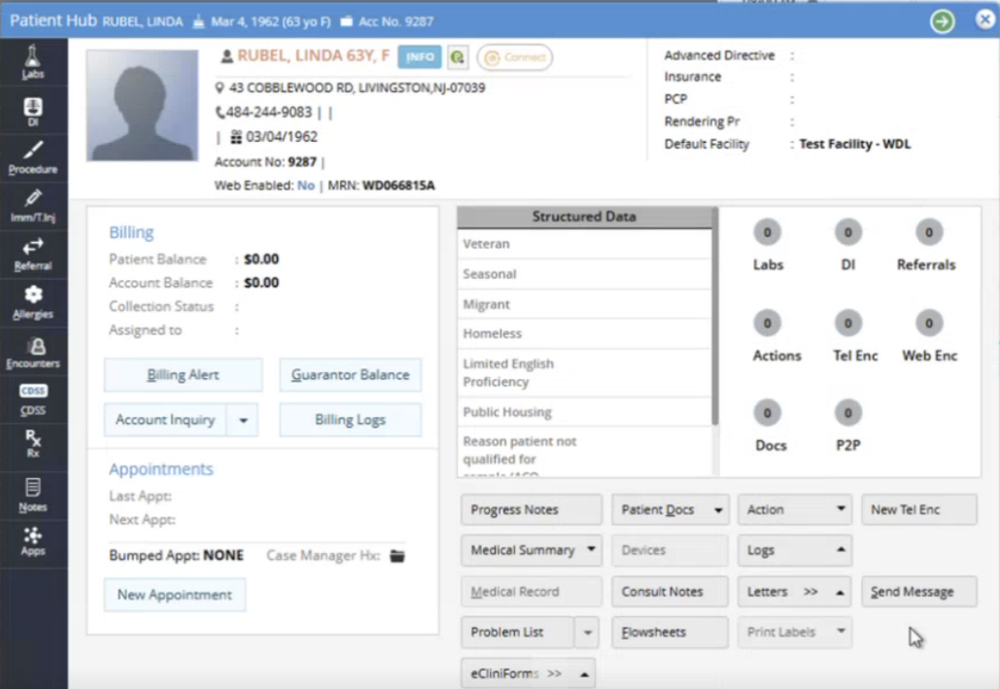 Patient Hub RUBEL, LINDA Mar 4, 1962 (63 yo F) Acc No. 9287
Labs
DI
Procedure
Imm/T.Inj
Referral
Allergies
Encounters
CDSS
CDSS
Rx
Rx
Notes
Apps
RUBEL, LINDA 63Y, F INFO Connect
43 COBBLEWOOD RD, LIVINGSTON,NJ-07039
484-244-9083 | |
| 03/04/1962
Account No: 9287 |
Web Enabled: No | MRN: WD066815A
Advanced Directive :
Insurance :
PCP :
Rendering Pr :
Default Facility : Test Facility - WDL
Billing
Patient Balance : $0.00
Account Balance : $0.00
Collection Status :
Assigned to :
Billing Alert Guarantor Balance
Account Inquiry Billing Logs
Appointments
Last Appt:
Next Appt:
Bumped Appt: NONE Case Manager Hx:
New Appointment
Structured Data
Veteran
Seasonal
Migrant
Homeless
Limited English
Proficiency
Public Housing
Reason patient not
qualified for
0 0 0
Labs DI Referrals
0 0 0
Actions Tel Enc Web Enc
0 0
Docs P2P
Progress Notes Patient Docs Action New Tel Enc
Medical Summary Devices Logs
Medical Record Consult Notes Letters >> Send Message
Problem List Flowsheets Print Labels
eCliniForms >>